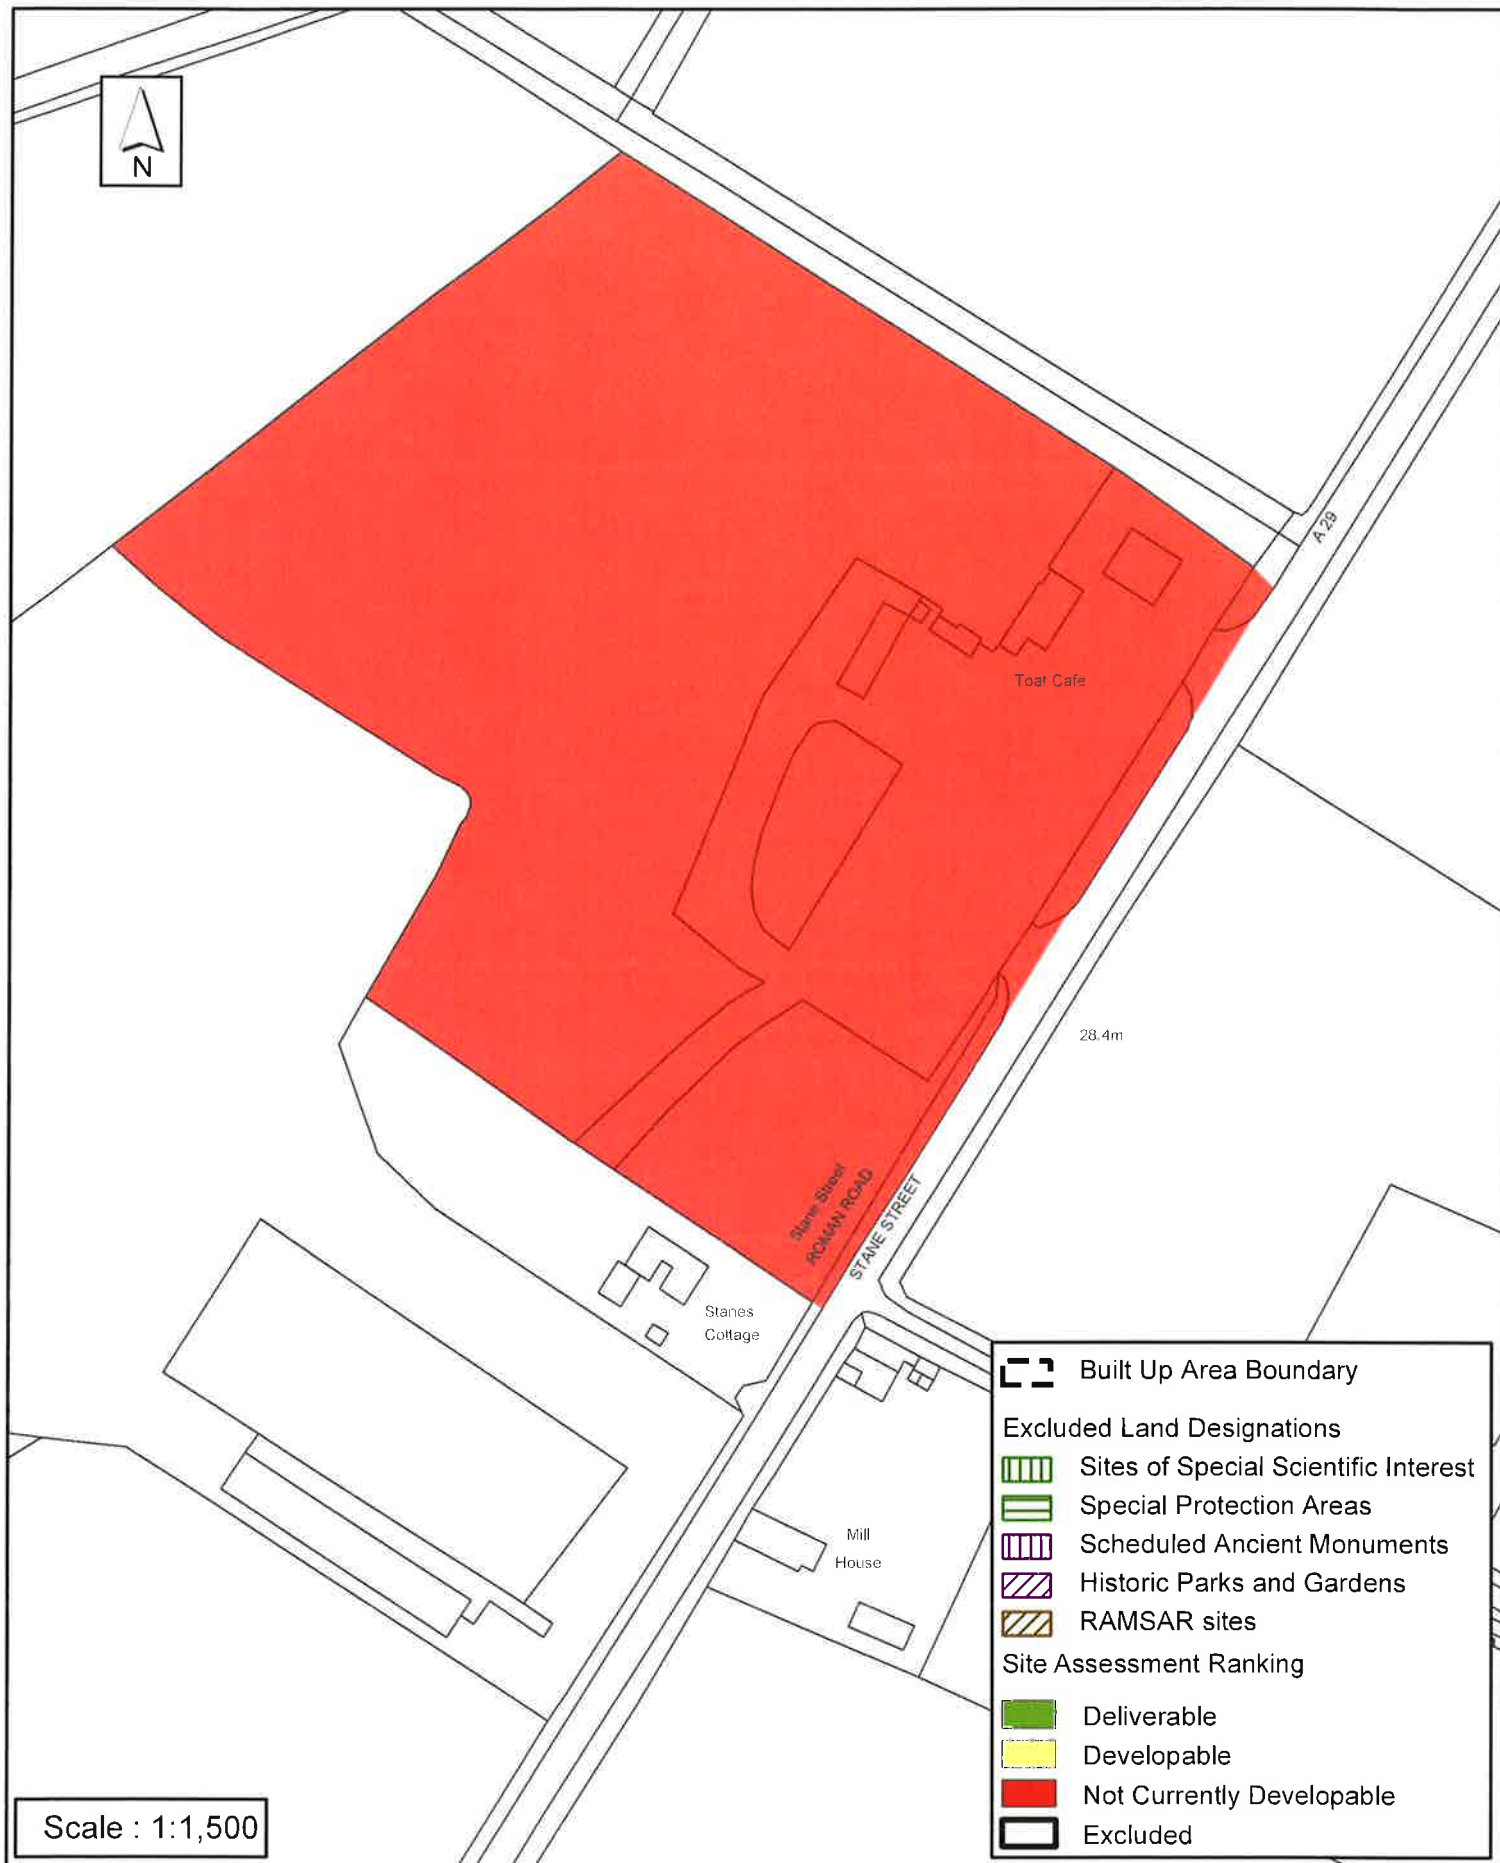 N
A 29
Toat Cafe
28.4m
Stane Street
ROMAN ROAD
STANE STREET
Stanes
Cottage
Mill
House
Built Up Area Boundary
Excluded Land Designations
Sites of Special Scientific Interest
Special Protection Areas
Scheduled Ancient Monuments
Historic Parks and Gardens
RAMSAR sites
Site Assessment Ranking
Deliverable
Developable
Not Currently Developable
Excluded
Scale : 1:1,500